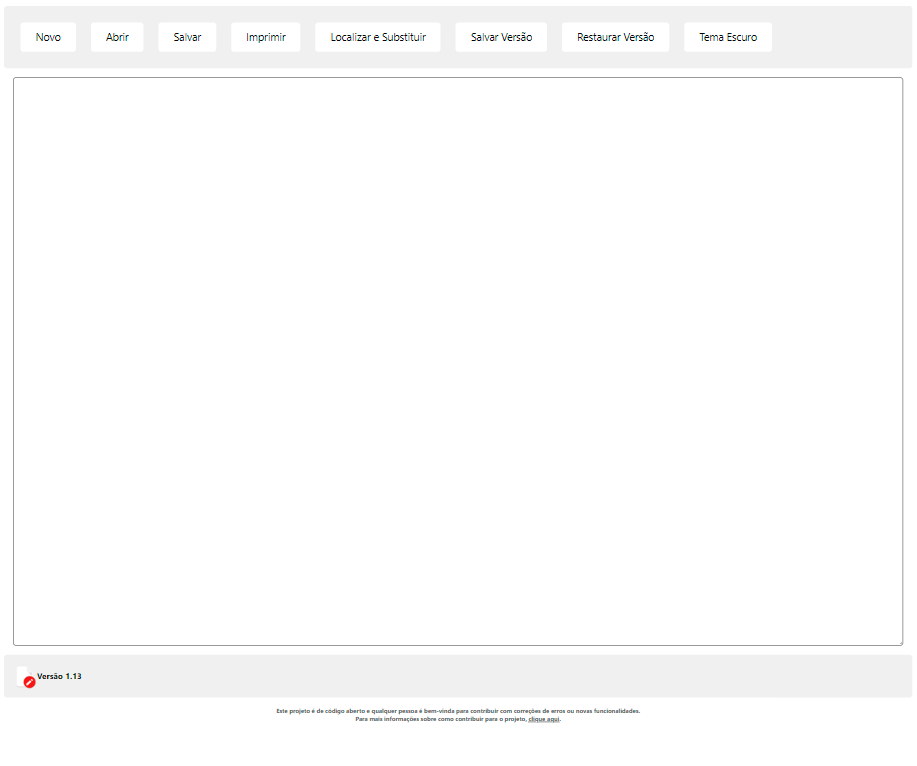 Novo Abrir Salvar Imprimir Localizar e Substituir Salvar Versão Restaurar Versão Tema Escuro
Versão 1.13
Este projeto é de código aberto e qualquer pessoa é bem-vinda para contribuir com correções de erros ou novas funcionalidades.
Para mais informações sobre como contribuir para o projeto, clique aqui.